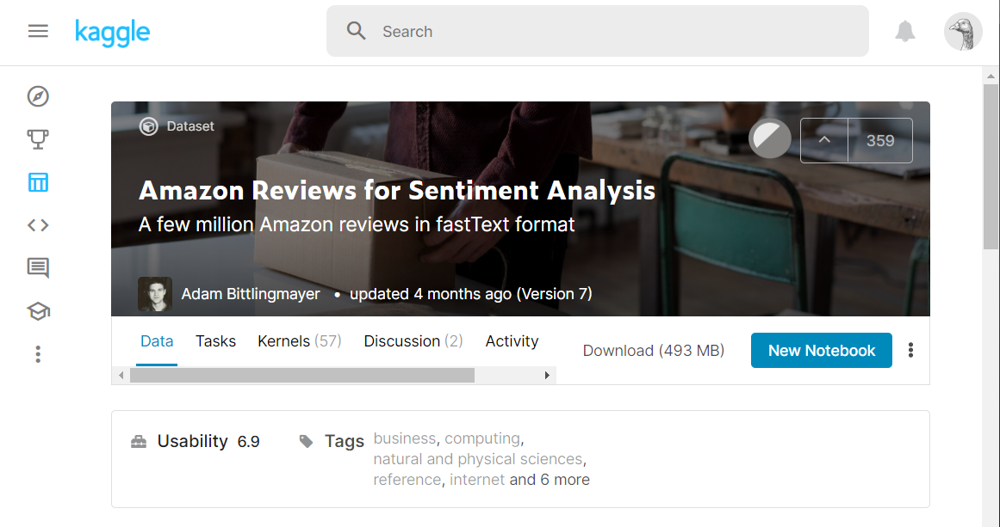 kaggle
Search
Dataset
359
Amazon Reviews for Sentiment Analysis
A few million Amazon reviews in fastText format
Adam Bittlingmayer • updated 4 months ago (Version 7)
Data Tasks Kernels (57) Discussion (2) Activity Download (493 MB) New Notebook
Usability 6.9 Tags business, computing,
natural and physical sciences,
reference, internet and 6 more